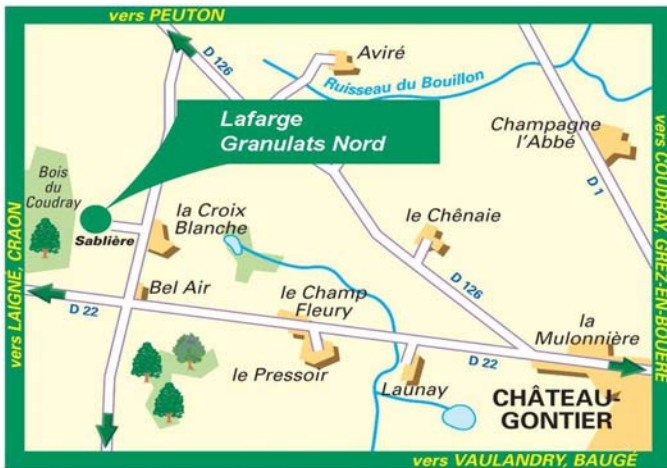 vers PEUTON
D 126
Aviré
Ruisseau du Bouillon
Lafarge
Granulats Nord
Champagne
l'Abbé
vers COUDRAY, GREZ-EN-BOUERE
D 1
Bois
du
Coudray
Sablière
la Croix
Blanche
le Chênaie
vers LAIGNÉ, CRAON
Bel Air
D 22
le Champ
Fleury
D 126
la
Mulonnière
le Pressoir
D 22
Launay
CHÂTEAU-
GONTIER
vers VAULANDRY, BAUGÉ